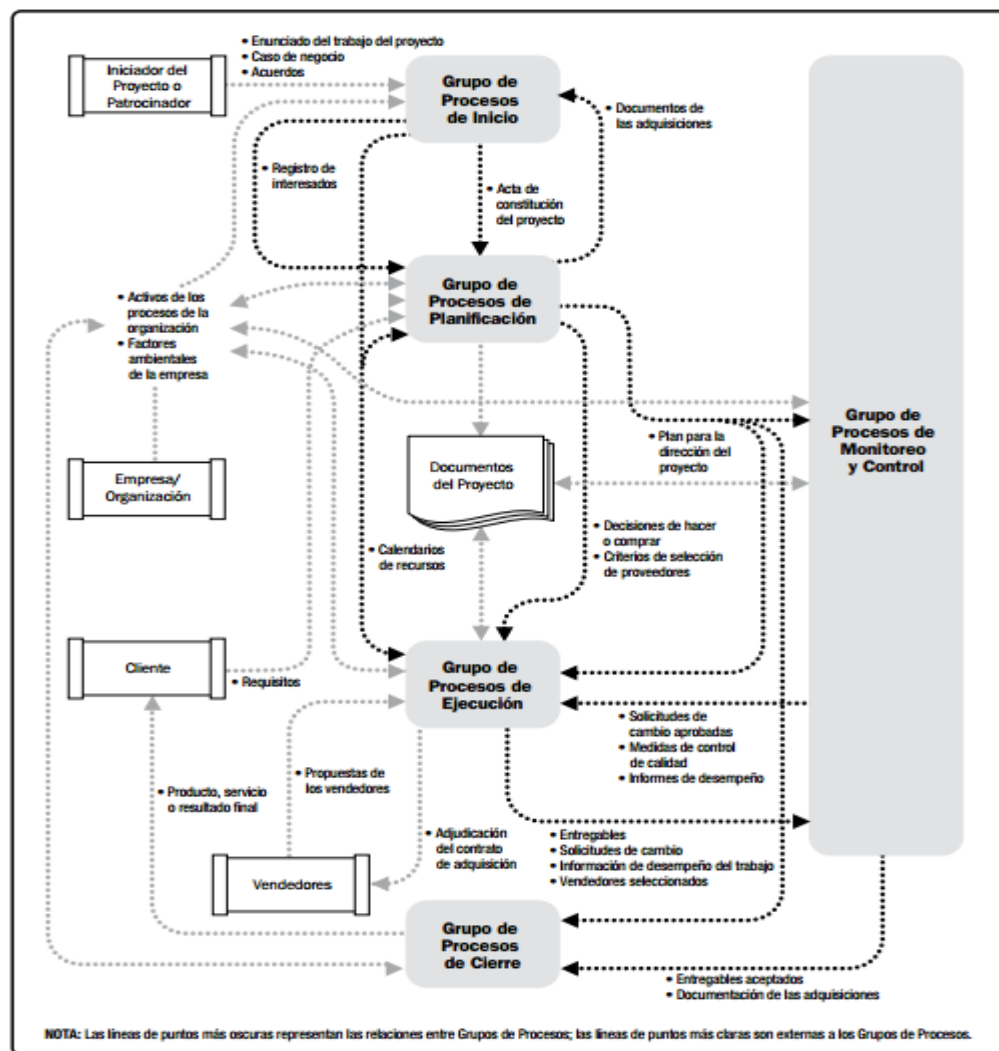 • Enunciado del trabajo del proyecto
• Caso de negocio
• Acuerdos
Iniciador del
Proyecto o
Patrocinador
Grupo de
Procesos
de Inicio
• Documentos de
las adquisiciones
• Registro de
interesados
• Acta de
constitución
del proyecto
Grupo de
Procesos de
Planificación
• Activos de los
procesos de la
organización
• Factores
ambientales
de la empresa
Grupo de
Procesos de
Monitoreo
y Control
• Plan para la
dirección del
proyecto
Empresa/
Organización
Documentos
del Proyecto
• Decisiones de hacer
o comprar
• Criterios de selección
de proveedores
• Calendarios
de recursos
Cliente
• Requisitos
Grupo de
Procesos de
Ejecución
• Solicitudes de
cambio aprobadas
• Medidas de control
de calidad
• Informes de desempeño
• Propuestas de
los vendedores
• Producto, servicio
o resultado final
• Adjudicación
del contrato
de adquisición
• Entregables
• Solicitudes de cambio
• Información de desempeño del trabajo
• Vendedores seleccionados
Vendedores
Grupo de
Procesos
de Cierre
• Entregables aceptados
• Documentación de las adquisiciones
NOTA: Las líneas de puntos más oscuras representan las relaciones entre Grupos de Procesos; las líneas de puntos más claras son externas a los Grupos de Procesos.